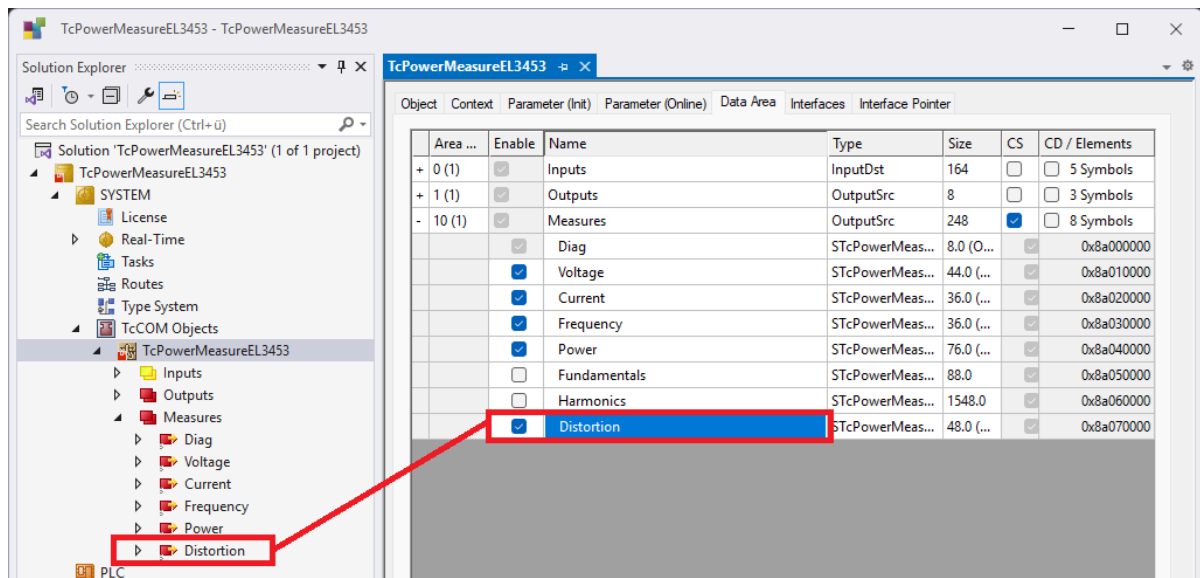 TcPowerMeasureEL3453 - TcPowerMeasureEL3453
Solution Explorer
Search Solution Explorer (Ctrl+ü)
Solution 'TcPowerMeasureEL3453' (1 of 1 project)
TcPowerMeasureEL3453
SYSTEM
License
Real-Time
Tasks
Routes
Type System
TcCOM Objects
TcPowerMeasureEL3453
Inputs
Outputs
Measures
Diag
Voltage
Current
Frequency
Power
Distortion
PLC
TcPowerMeasureEL3453
Object Context Parameter (Init) Parameter (Online) Data Area Interfaces Interface Pointer
Area ... Enable Name Type Size CS CD / Elements
+ 0 (1) Inputs InputDst 164 5 Symbols
+ 1 (1) Outputs OutputSrc 8 3 Symbols
- 10 (1) Measures OutputSrc 248 8 Symbols
Diag STcPowerMeas... 8.0 (O... 0x8a000000
Voltage STcPowerMeas... 44.0 (... 0x8a010000
Current STcPowerMeas... 36.0 (... 0x8a020000
Frequency STcPowerMeas... 36.0 (... 0x8a030000
Power STcPowerMeas... 76.0 (... 0x8a040000
Fundamentals STcPowerMeas... 88.0 0x8a050000
Harmonics STcPowerMeas... 1548.0 0x8a060000
Distortion STcPowerMeas... 48.0 (... 0x8a070000